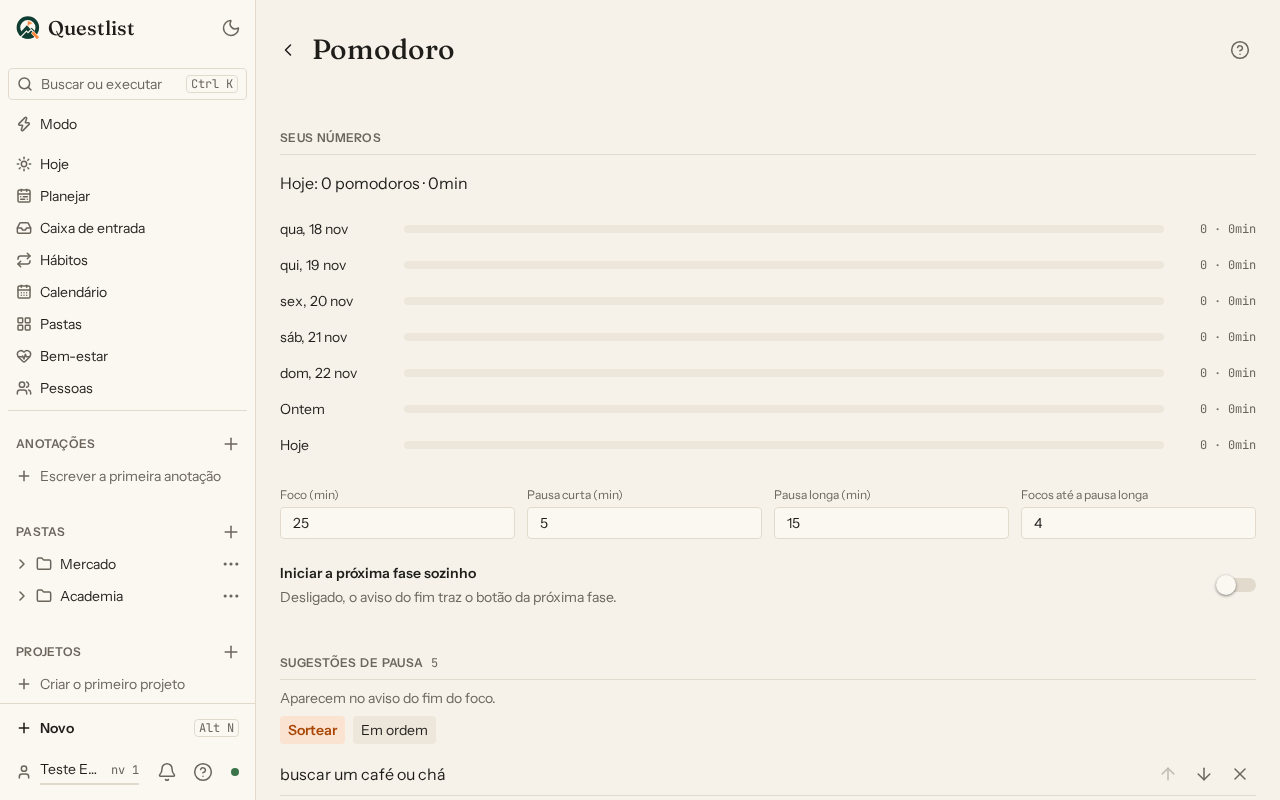 Questlist
Buscar ou executar
Ctrl K
Modo
Hoje
Planejar
Caixa de entrada
Hábitos
Calendário
Pastas
Bem-estar
Pessoas
ANOTAÇÕES
Escrever a primeira anotação
PASTAS
Mercado
Academia
PROJETOS
Criar o primeiro projeto
Novo
Alt N
Teste E...
nv 1
Pomodoro
SEUS NÚMEROS
Hoje: 0 pomodoros · 0min
qua, 18 nov 0 · 0min
qui, 19 nov 0 · 0min
sex, 20 nov 0 · 0min
sáb, 21 nov 0 · 0min
dom, 22 nov 0 · 0min
Ontem 0 · 0min
Hoje 0 · 0min
Foco (min) Pausa curta (min) Pausa longa (min) Focos até a pausa longa
25 5 15 4
Iniciar a próxima fase sozinho
Desligado, o aviso do fim traz o botão da próxima fase.
SUGESTÕES DE PAUSA 5
Aparecem no aviso do fim do foco.
Sortear Em ordem
buscar um café ou chá